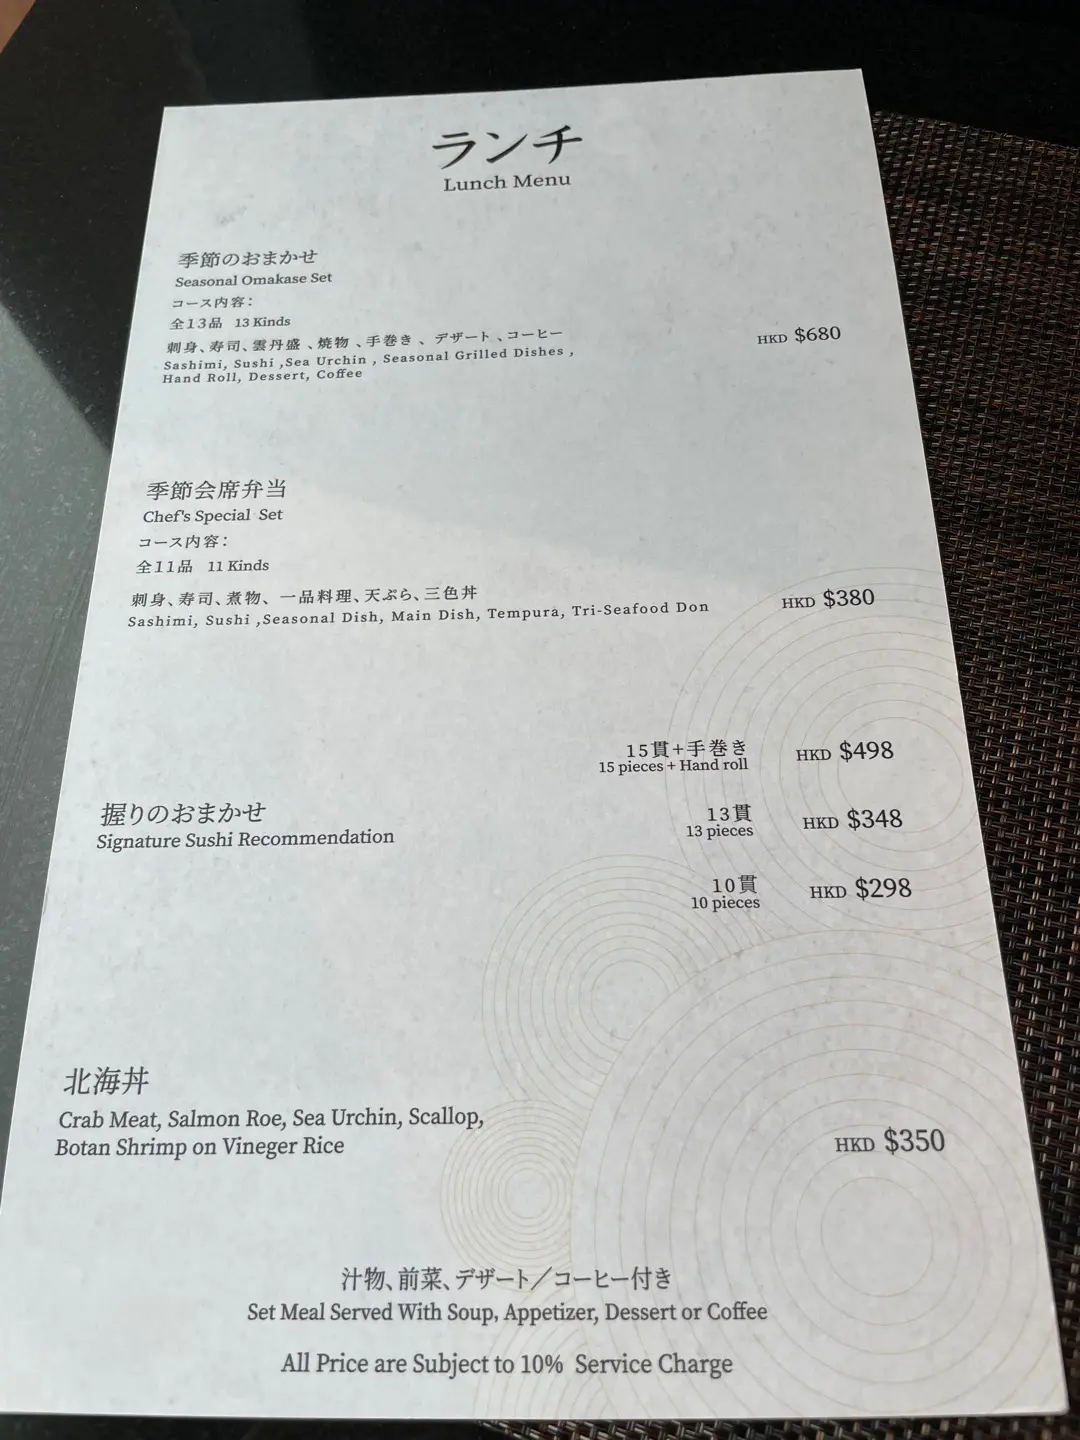 ランチ
Lunch Menu
季節のおまかせ
Seasonal Omakase Set
コース内容：
全13品 13 Kinds
刺身、寿司、雲丹盛、焼物、手巻き、デザート、コーヒー
Sashimi, Sushi ,Sea Urchin , Seasonal Grilled Dishes ,
Hand Roll, Dessert, Coffee
HKD $680
季節会席弁当
Chef's Special Set
コース内容：
全11品 11 Kinds
刺身、寿司、煮物、一品料理、天ぷら、三色丼
Sashimi, Sushi ,Seasonal Dish, Main Dish, Tempura, Tri-Seafood Don
HKD $380
握りのおまかせ
Signature Sushi Recommendation
15貫+手巻き
15 pieces + Hand roll
HKD $498
13貫
13 pieces
HKD $348
10貫
10 pieces
HKD $298
北海丼
Crab Meat, Salmon Roe, Sea Urchin, Scallop,
Botan Shrimp on Vineger Rice
HKD $350
汁物、前菜、デザート／コーヒー付き
Set Meal Served With Soup, Appetizer, Dessert or Coffee
All Price are Subject to 10% Service Charge